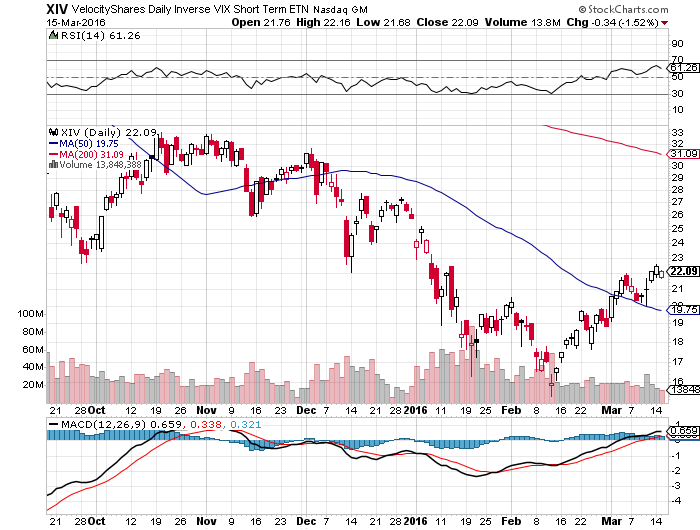 XIV VelocityShares Daily Inverse VIX Short Term ETN Nasdaq GM © StockCharts.com
15-Mar-2016 Open 21.76 High 22.16 Low 21.68 Close 22.09 Volume 13.8M Chg -0.34 (-1.52%)
RSI(14) 61.26
90
70
61.26
50
30
10
XIV (Daily) 22.09
MA(50) 19.75
MA(200) 31.09
Volume 13,848,388
33
32
31.09
30
29
28
27
26
25
24
23
22.09
21
20
19.75
19
18
17
16
13848
100M
80M
60M
40M
20M
21 28 Oct 5 12 19 26 Nov 9 16 23 Dec 7 14 21 28 2016 11 19 25 Feb 8 16 22 Mar 7 14
MACD(12,26,9) 0.659, 0.338, 0.321
1
0.659
-1
-2
-3
-4
21 28 Oct 5 12 19 26 Nov 9 16 23 Dec 7 14 21 28 2016 11 19 25 Feb 8 16 22 Mar 7 14